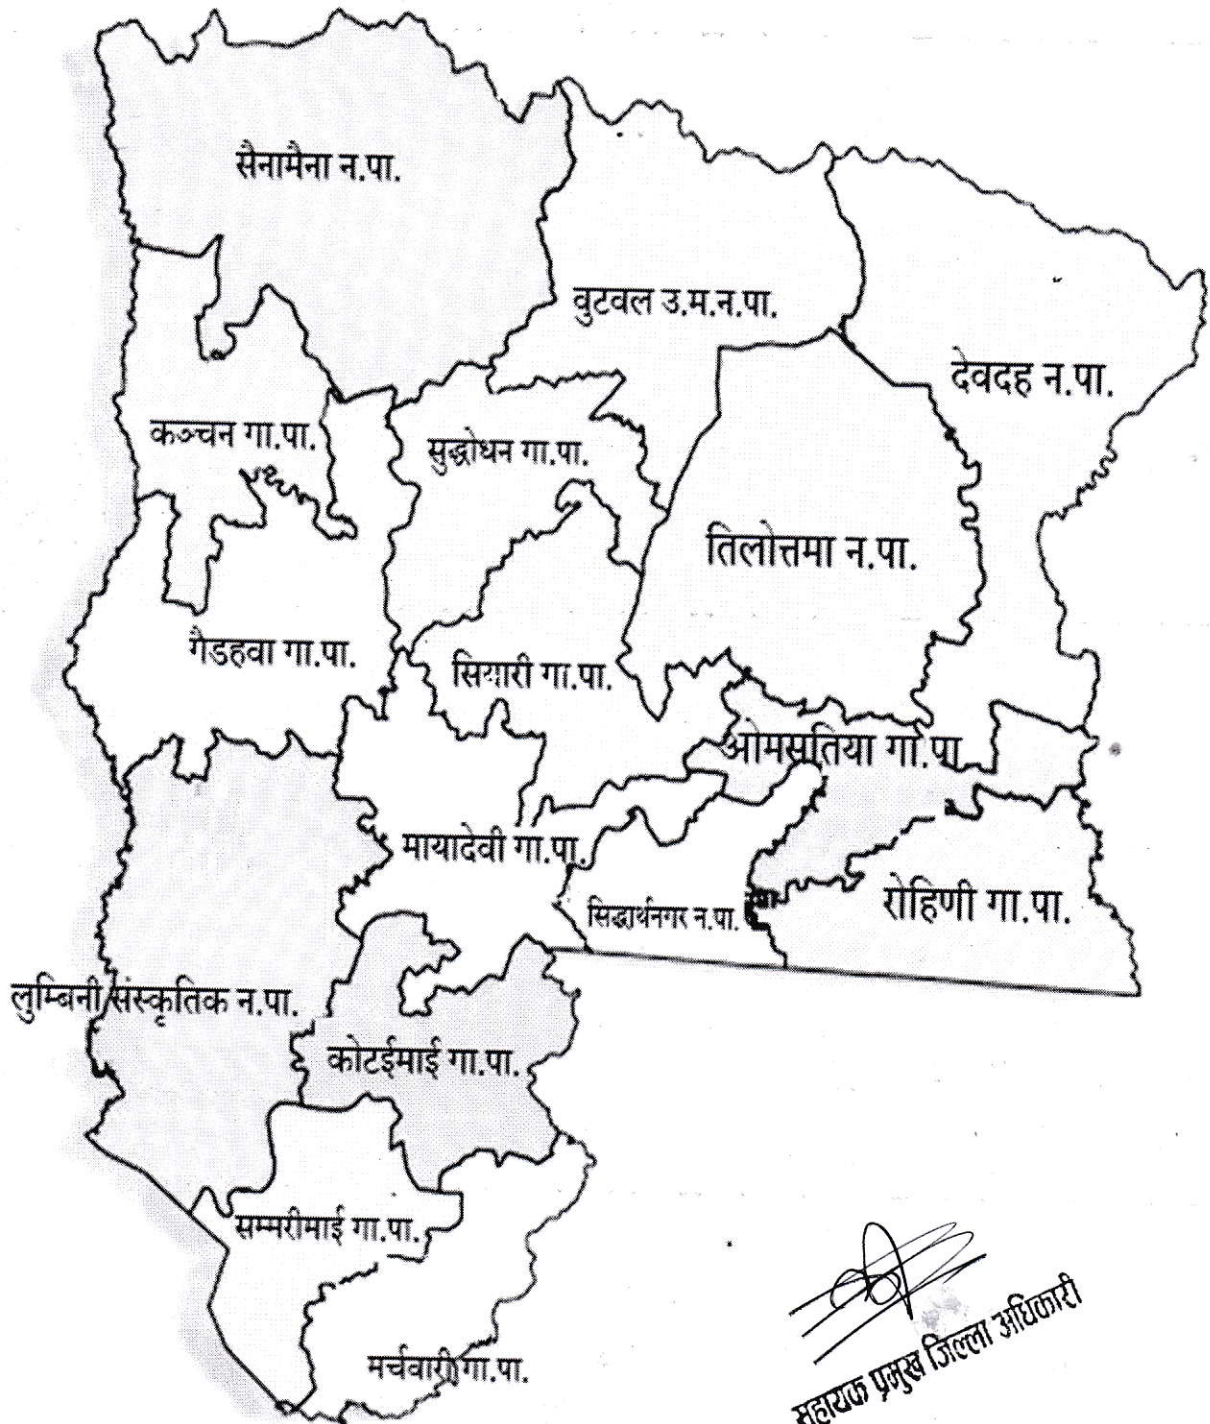 सैनामैना न.पा.
वुटवल उ.म.न.पा.
देवदह न.पा.
कञ्चन गा.पा.
सुद्धोधन गा.पा.
तिलोत्तमा न.पा.
गैडहवा गा.पा.
सियारी गा.पा.
ओमसतिया गा.पा.
मायादेवी गा.पा.
सिद्धार्थनगर न.पा.
रोहिणी गा.पा.
लुम्बिनी संस्कृतिक न.पा.
कोटईमाई गा.पा.
सम्मरीमाई गा.पा.
मर्चवारी गा.पा.
सहायक प्रमुख जिल्ला अधिकारी